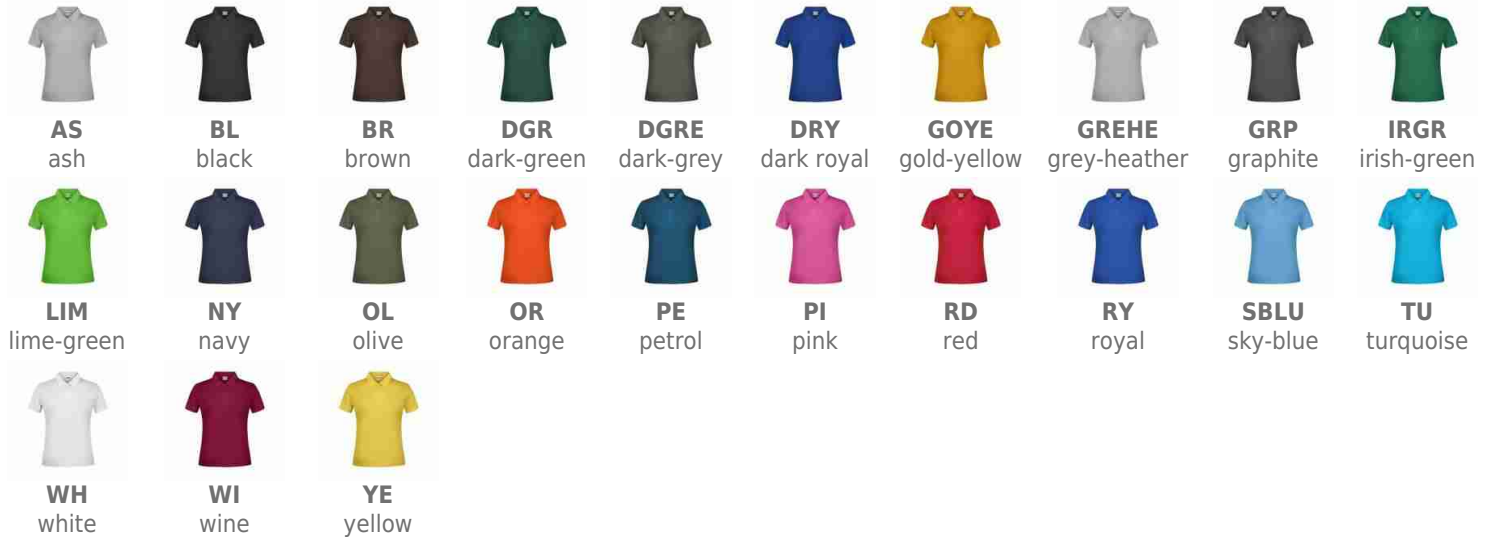 AS BL BR DGR DGRE DRY GOYE GREHE GRP IRGR
ash black brown dark-green dark-grey dark royal gold-yellow grey-heather graphite irish-green
LIM NY OL OR PE PI RD RY SBLU TU
lime-green navy olive orange petrol pink red royal sky-blue turquoise
WH WI YE
white wine yellow